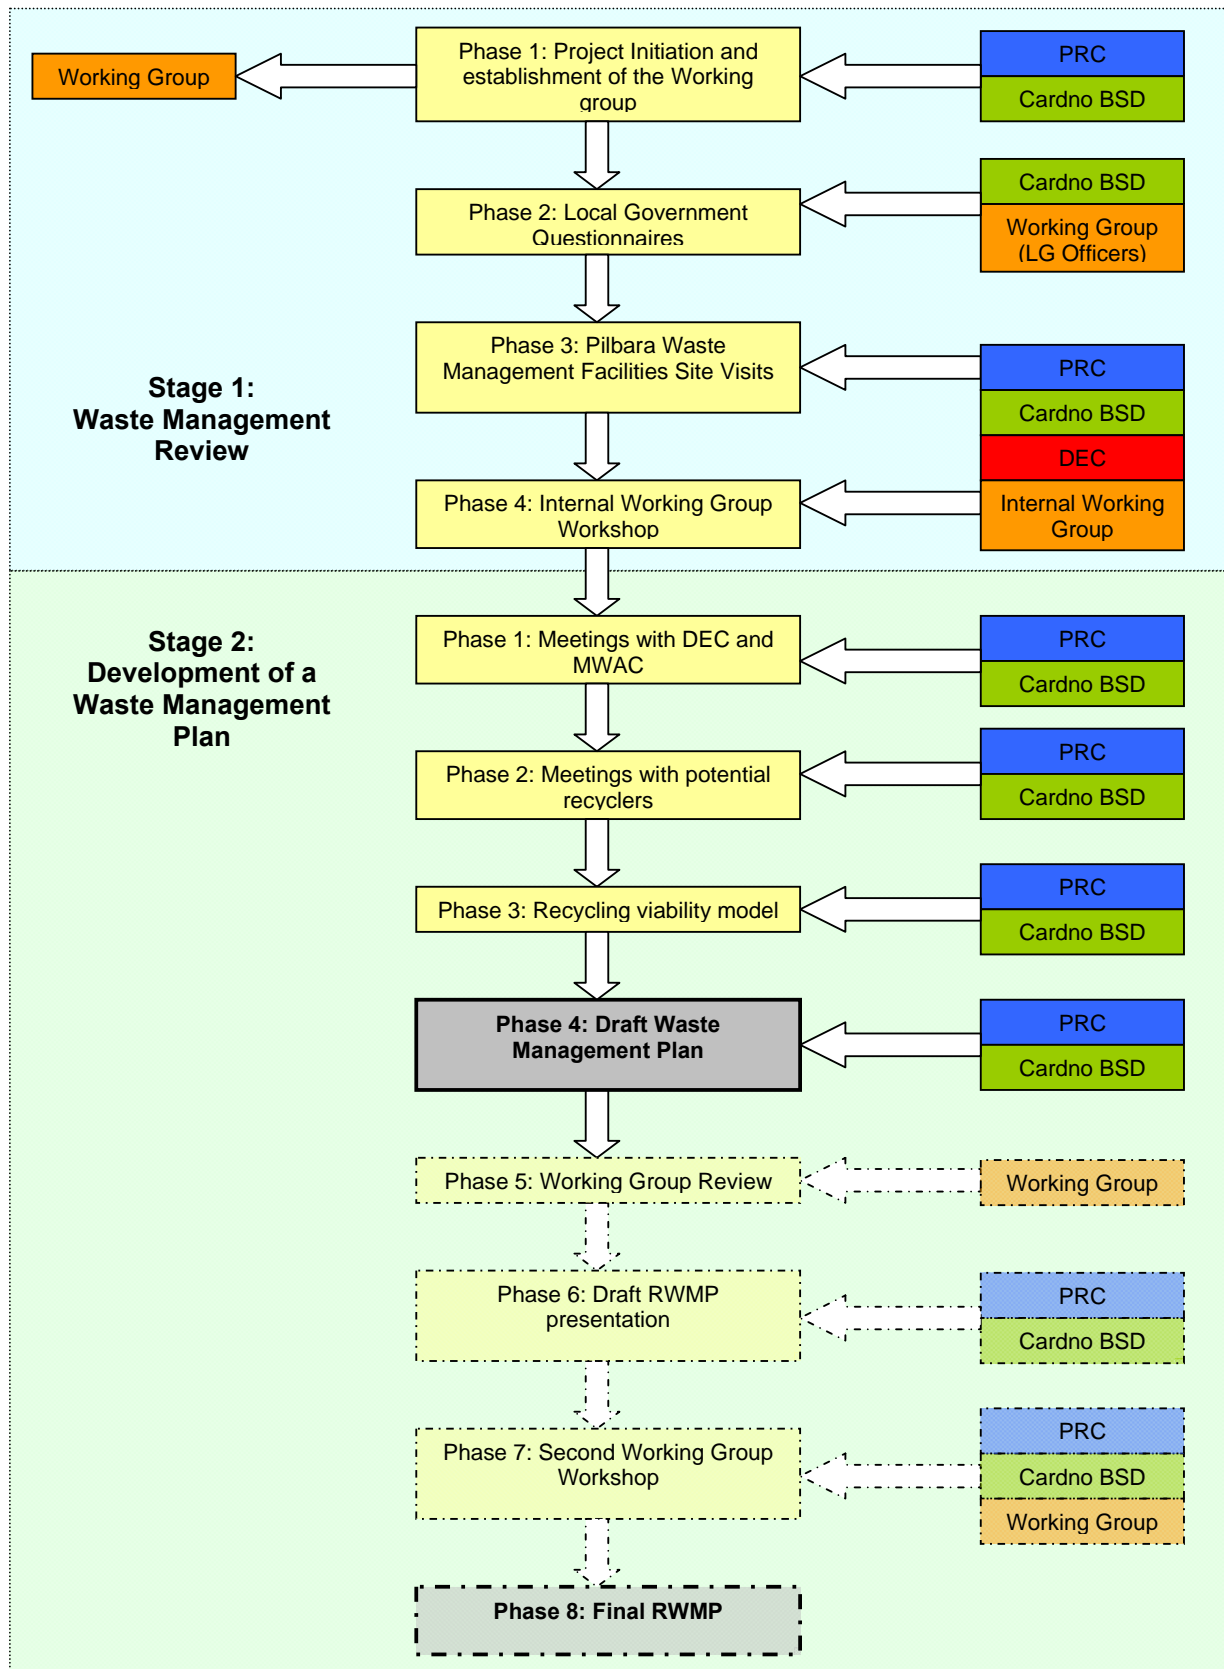 Working Group
Phase 1: Project Initiation and
establishment of the Working
group
PRC
Cardno BSD
Phase 2: Local Government
Questionnaires
Cardno BSD
Working Group
(LG Officers)
Stage 1:
Waste Management
Review
Phase 3: Pilbara Waste
Management Facilities Site Visits
PRC
Cardno BSD
DEC
Internal Working
Group
Phase 4: Internal Working Group
Workshop
Stage 2:
Development of a
Waste Management
Plan
Phase 1: Meetings with DEC and
MWAC
PRC
Cardno BSD
Phase 2: Meetings with potential
recyclers
PRC
Cardno BSD
Phase 3: Recycling viability model
PRC
Cardno BSD
Phase 4: Draft Waste
Management Plan
PRC
Cardno BSD
Phase 5: Working Group Review
Working Group
Phase 6: Draft RWMP
presentation
PRC
Cardno BSD
Phase 7: Second Working Group
Workshop
PRC
Cardno BSD
Working Group
Phase 8: Final RWMP